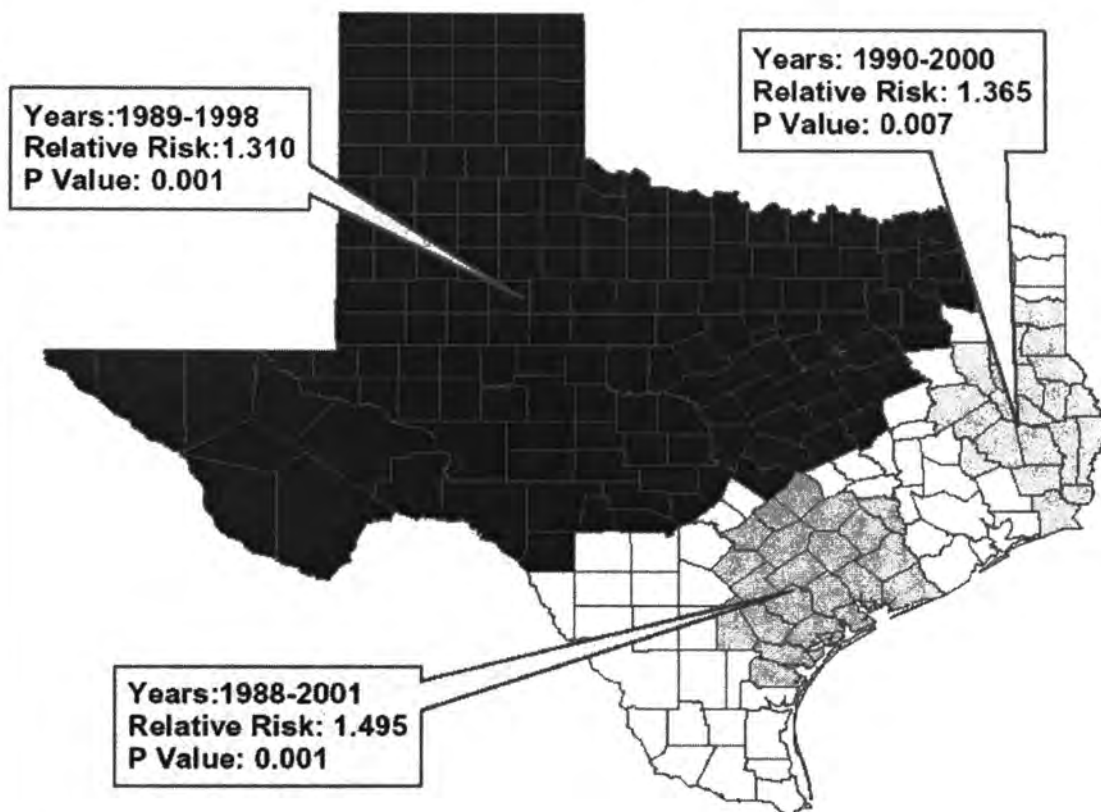 Years:1989-1998
Relative Risk:1.310
P Value: 0.001
Years: 1990-2000
Relative Risk: 1.365
P Value: 0.007
Years:1988-2001
Relative Risk: 1.495
P Value: 0.001